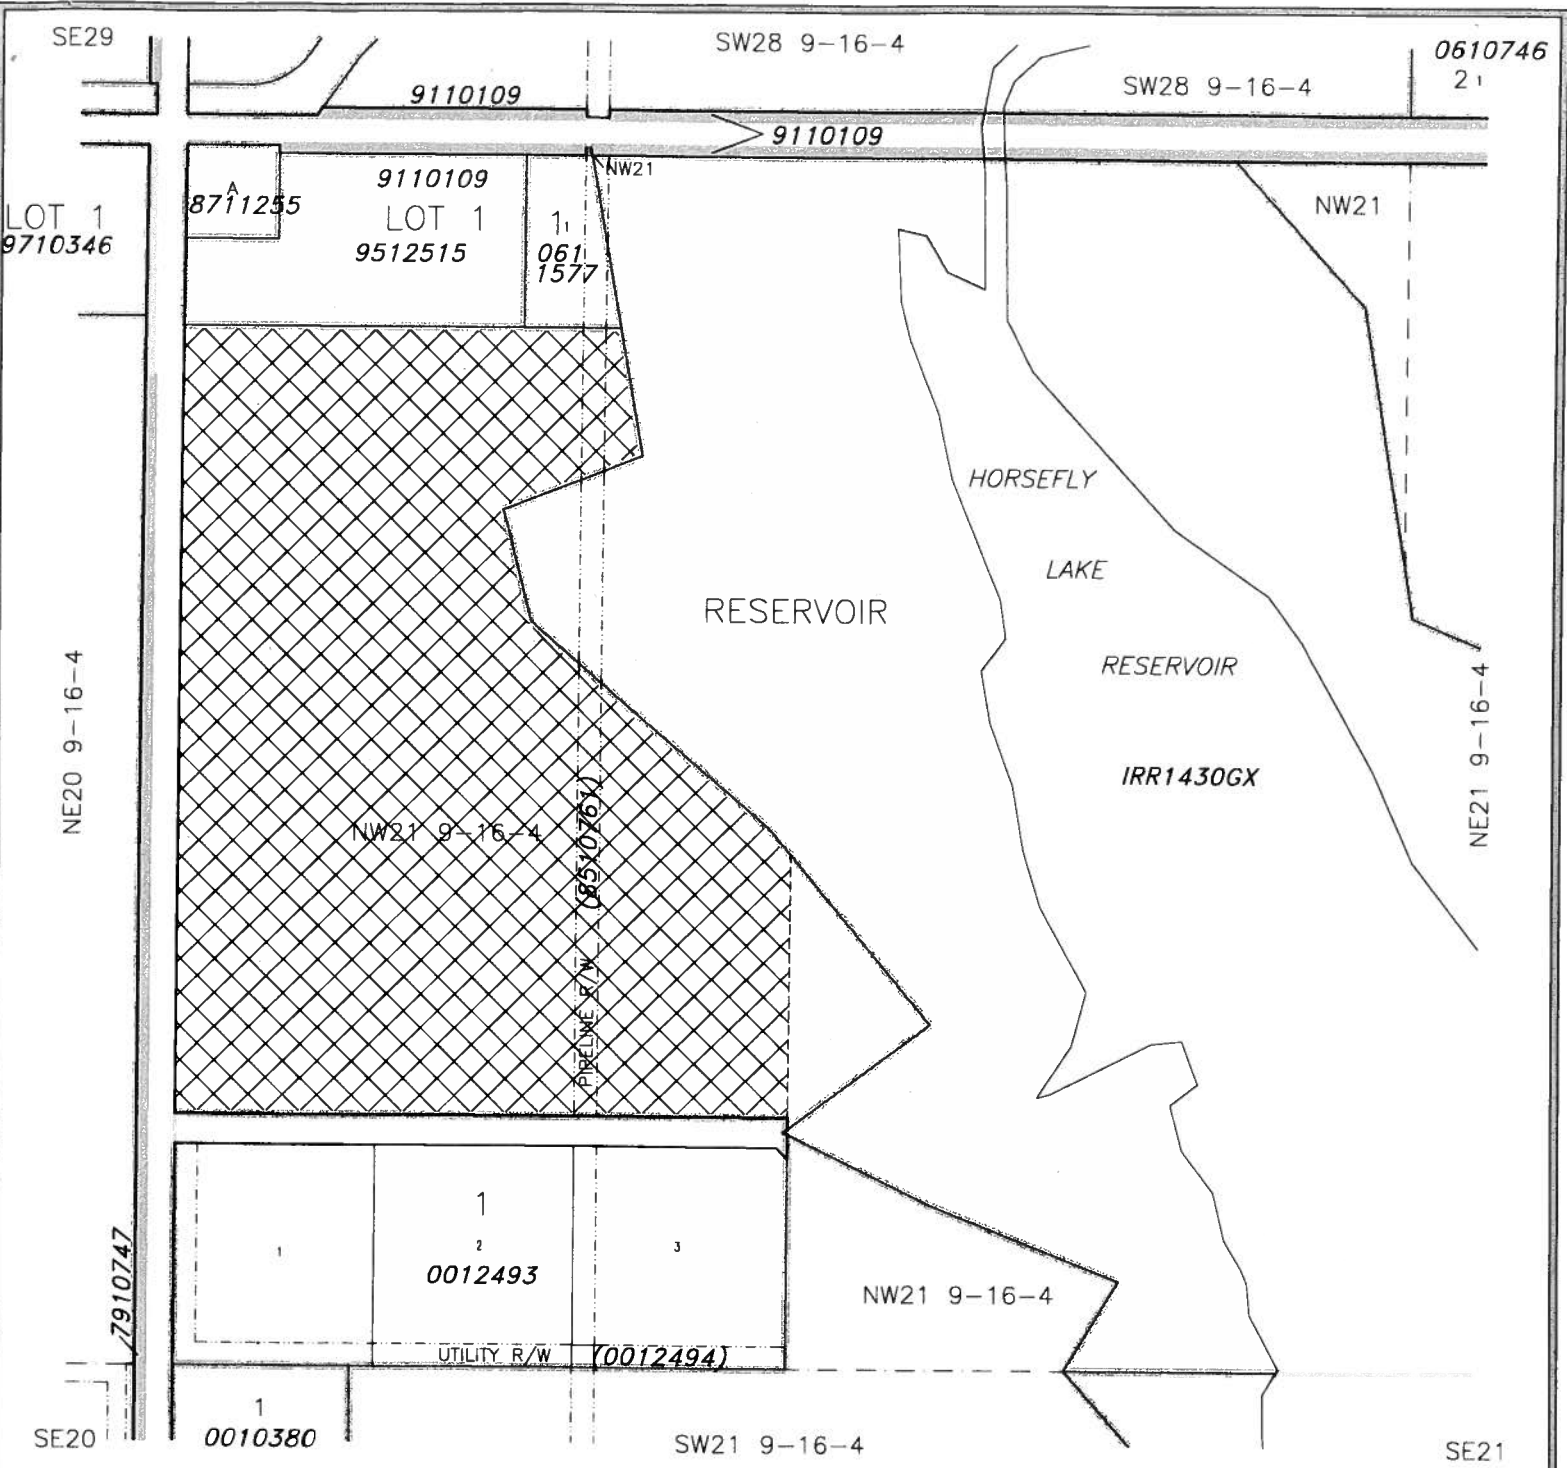 SE29
SW28 9-16-4
0610746
2 1
SW28 9-16-4
9110109
9110109
NW21
9110109
A
8711255
LOT 1
9710346
LOT 1
9512515
1 1
061
1577
NW21
HORSEFLY
LAKE
RESERVOIR
RESERVOIR
IRR1430GX
NE20 9-16-4
NE21 9-16-4
NW21 9-16-4
(8510761)
PIPELINE R/W
7910747
1
1
2
3
0012493
NW21 9-16-4
UTILITY R/W (0012494)
1
0010380
SE20
SW21 9-16-4
SE21